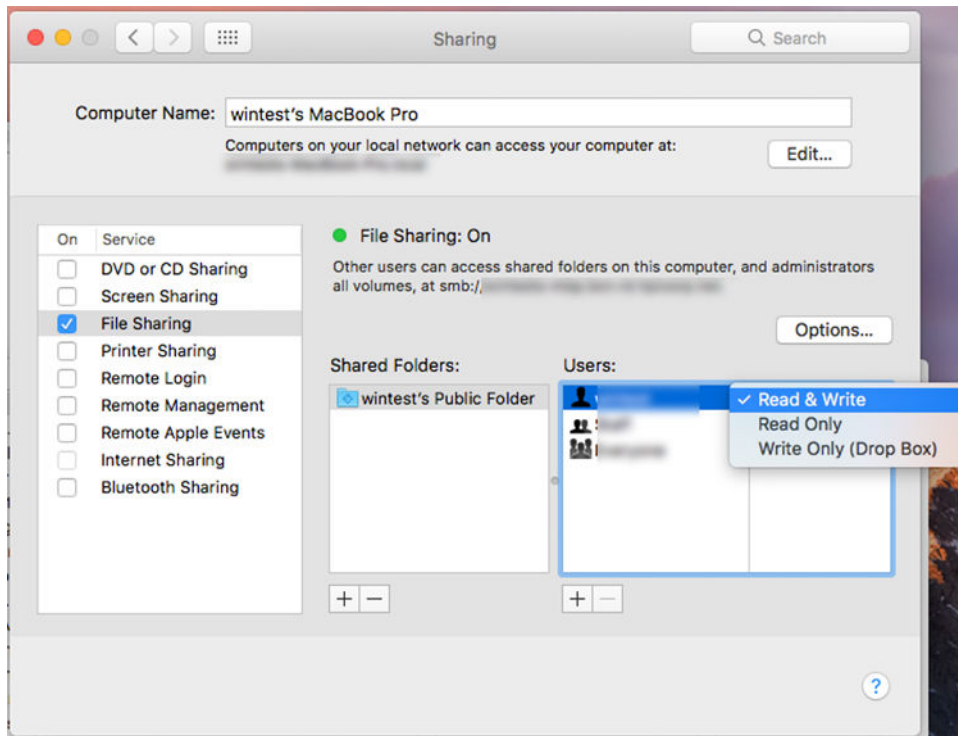 Sharing
Search
Computer Name: wintest's MacBook Pro
Computers on your local network can access your computer at:
Edit...
On Service
DVD or CD Sharing
Screen Sharing
File Sharing
Printer Sharing
Remote Login
Remote Management
Remote Apple Events
Internet Sharing
Bluetooth Sharing
File Sharing: On
Other users can access shared folders on this computer, and administrators
all volumes, at smb:/
Options...
Shared Folders:
wintest's Public Folder
Users:
Read & Write
Read Only
Write Only (Drop Box)
+ −
+ −
?